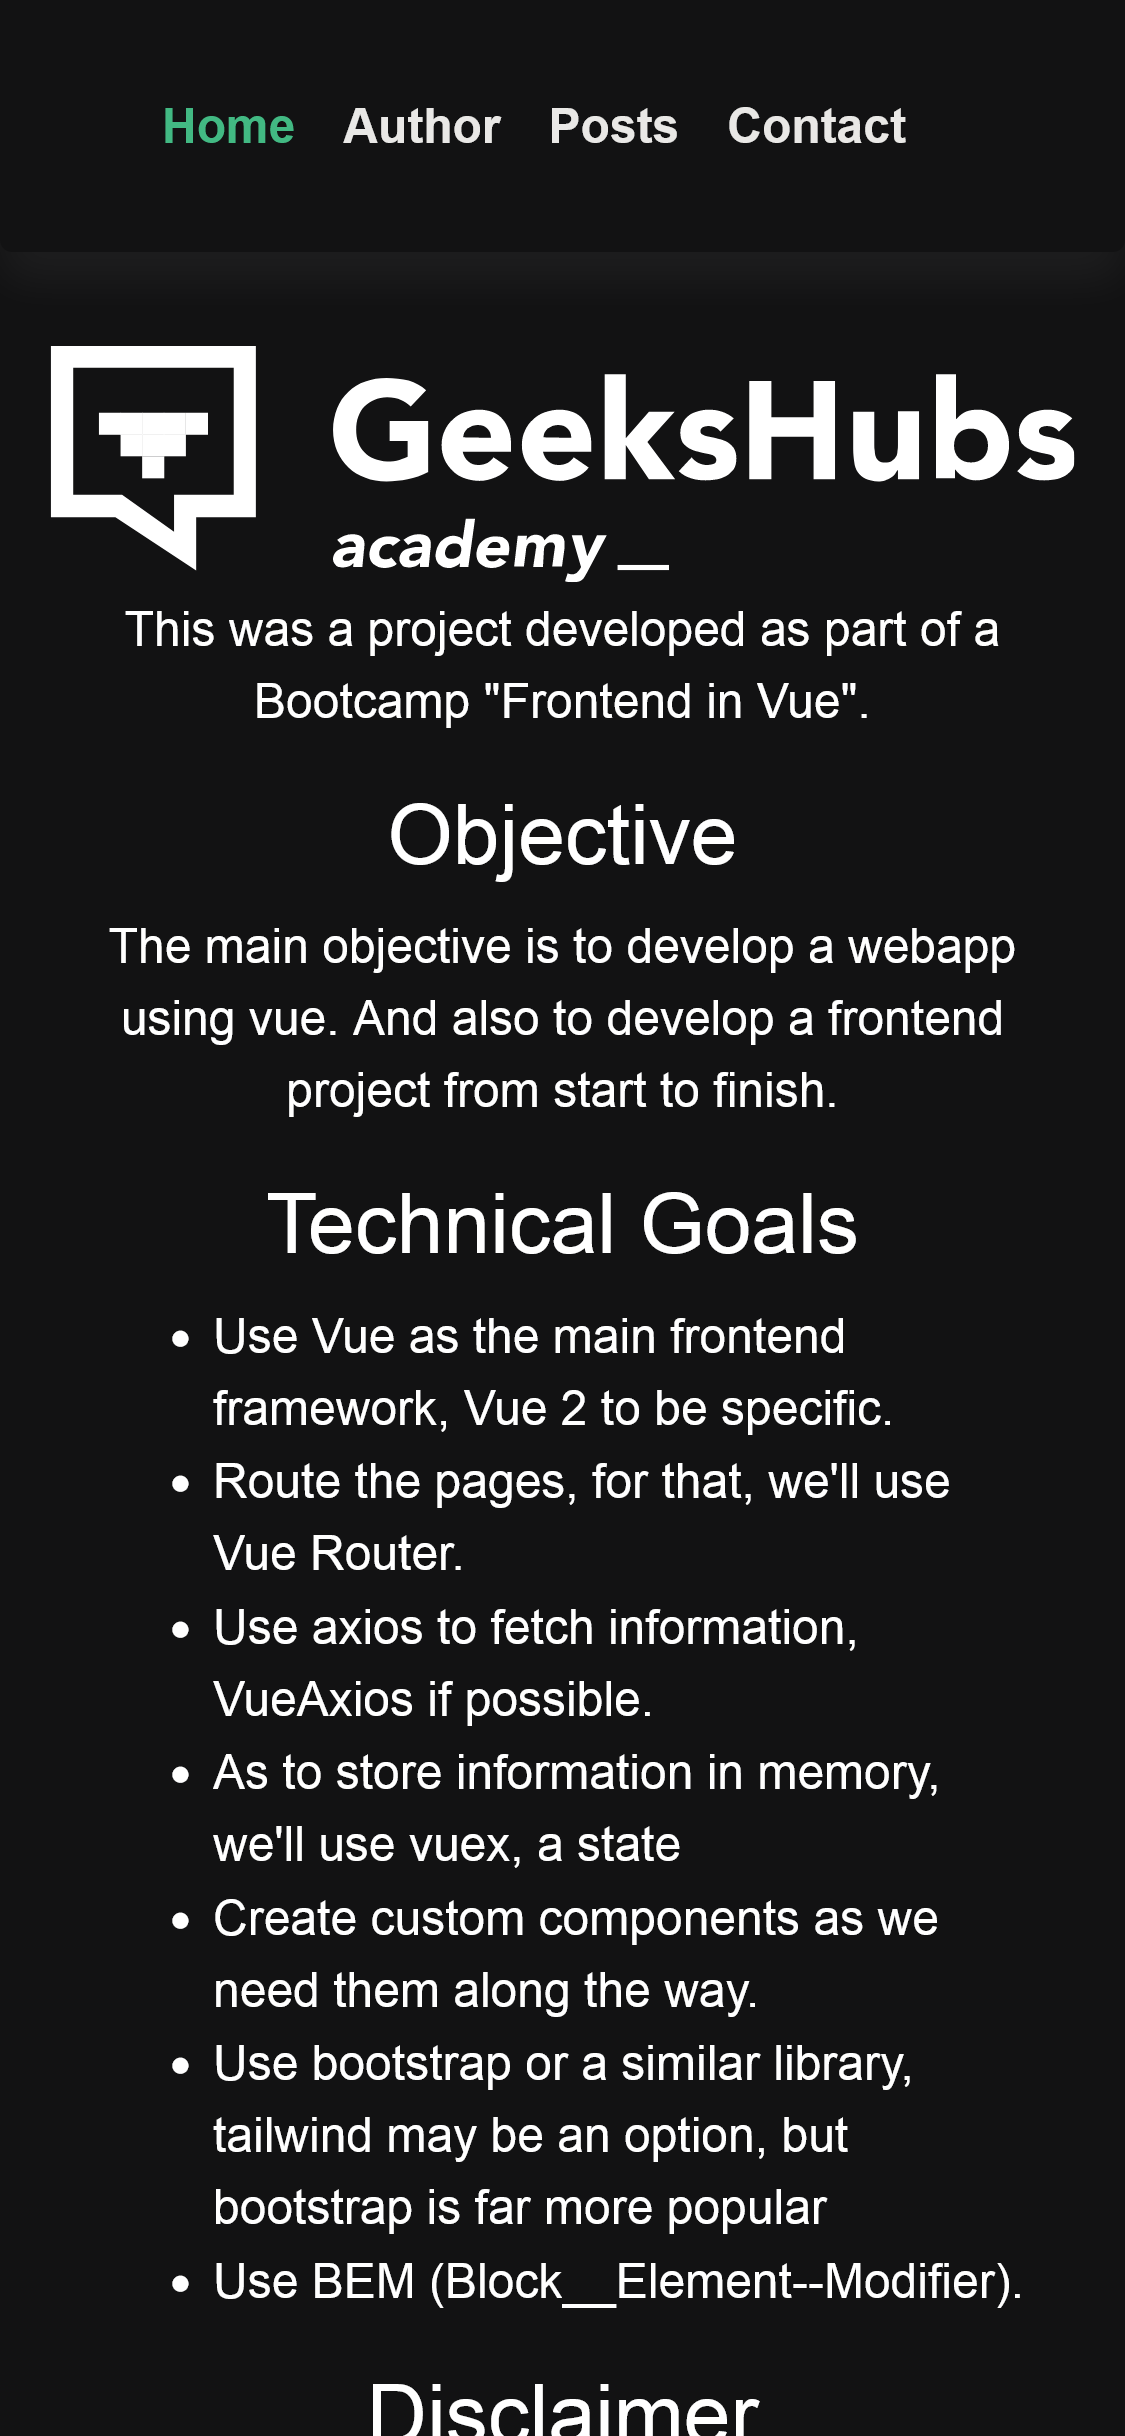 Home Author Posts Contact
GeeksHubs
academy __
This was a project developed as part of a
Bootcamp "Frontend in Vue".
Objective
The main objective is to develop a webapp
using vue. And also to develop a frontend
project from start to finish.
Technical Goals
• Use Vue as the main frontend
framework, Vue 2 to be specific.
• Route the pages, for that, we'll use
Vue Router.
• Use axios to fetch information,
VueAxios if possible.
• As to store information in memory,
we'll use vuex, a state
• Create custom components as we
need them along the way.
• Use bootstrap or a similar library,
tailwind may be an option, but
bootstrap is far more popular
• Use BEM (Block__Element--Modifier).
Disclaimer